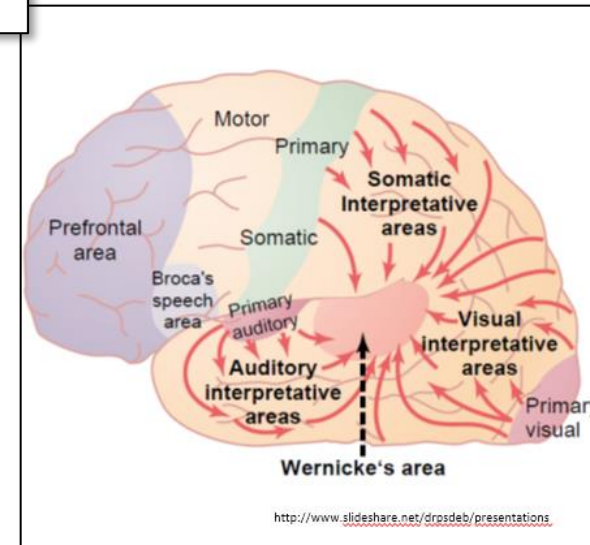 Motor
Primary
Somatic
Interpretative
areas
Prefrontal
area
Somatic
Broca's
speech
area
Primary
auditory
Visual
interpretative
areas
Auditory
interpretative
areas
Primary
visual
Wernicke's area
http://www.slideshare.net/drpsdeb/presentations